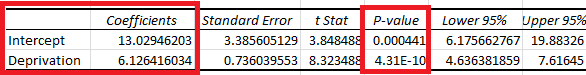 Coefficients Standard Error t Stat P-value Lower 95% Upper 95%
Intercept 13.02946203 3.385605129 3.848488 0.000441 6.175662767 19.88326
Deprivation 6.126416034 0.736039553 8.323488 4.31E-10 4.636381859 7.61645